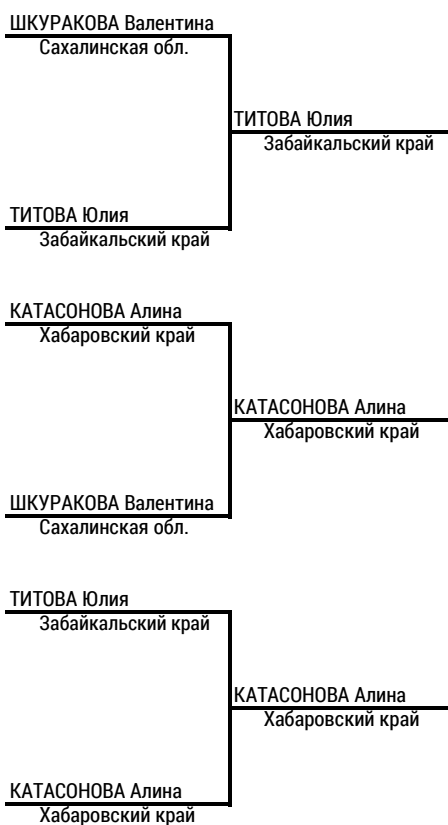 ШКУРАКОВА Валентина
Сахалинская обл.
ТИТОВА Юлия
Забайкальский край
ТИТОВА Юлия
Забайкальский край
КАТАСОНОВА Алина
Хабаровский край
КАТАСОНОВА Алина
Хабаровский край
ШКУРАКОВА Валентина
Сахалинская обл.
ТИТОВА Юлия
Забайкальский край
КАТАСОНОВА Алина
Хабаровский край
КАТАСОНОВА Алина
Хабаровский край